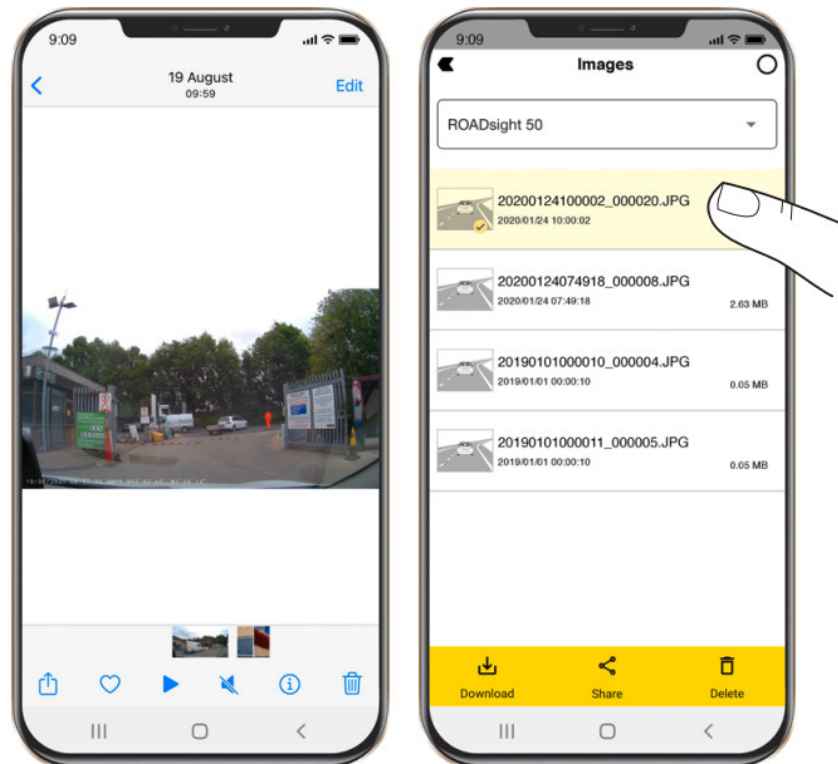 9:09
19 August
09:59
Edit
9:09
Images
ROADsight 50
20200124100002_000020.JPG
2020/01/24 10:00:02
20200124074918_000008.JPG
2020/01/24 07:49:18
2.63 MB
20190101000010_000004.JPG
2019/01/01 00:00:10
0.05 MB
20190101000011_000005.JPG
2019/01/01 00:00:10
0.05 MB
Download
Share
Delete